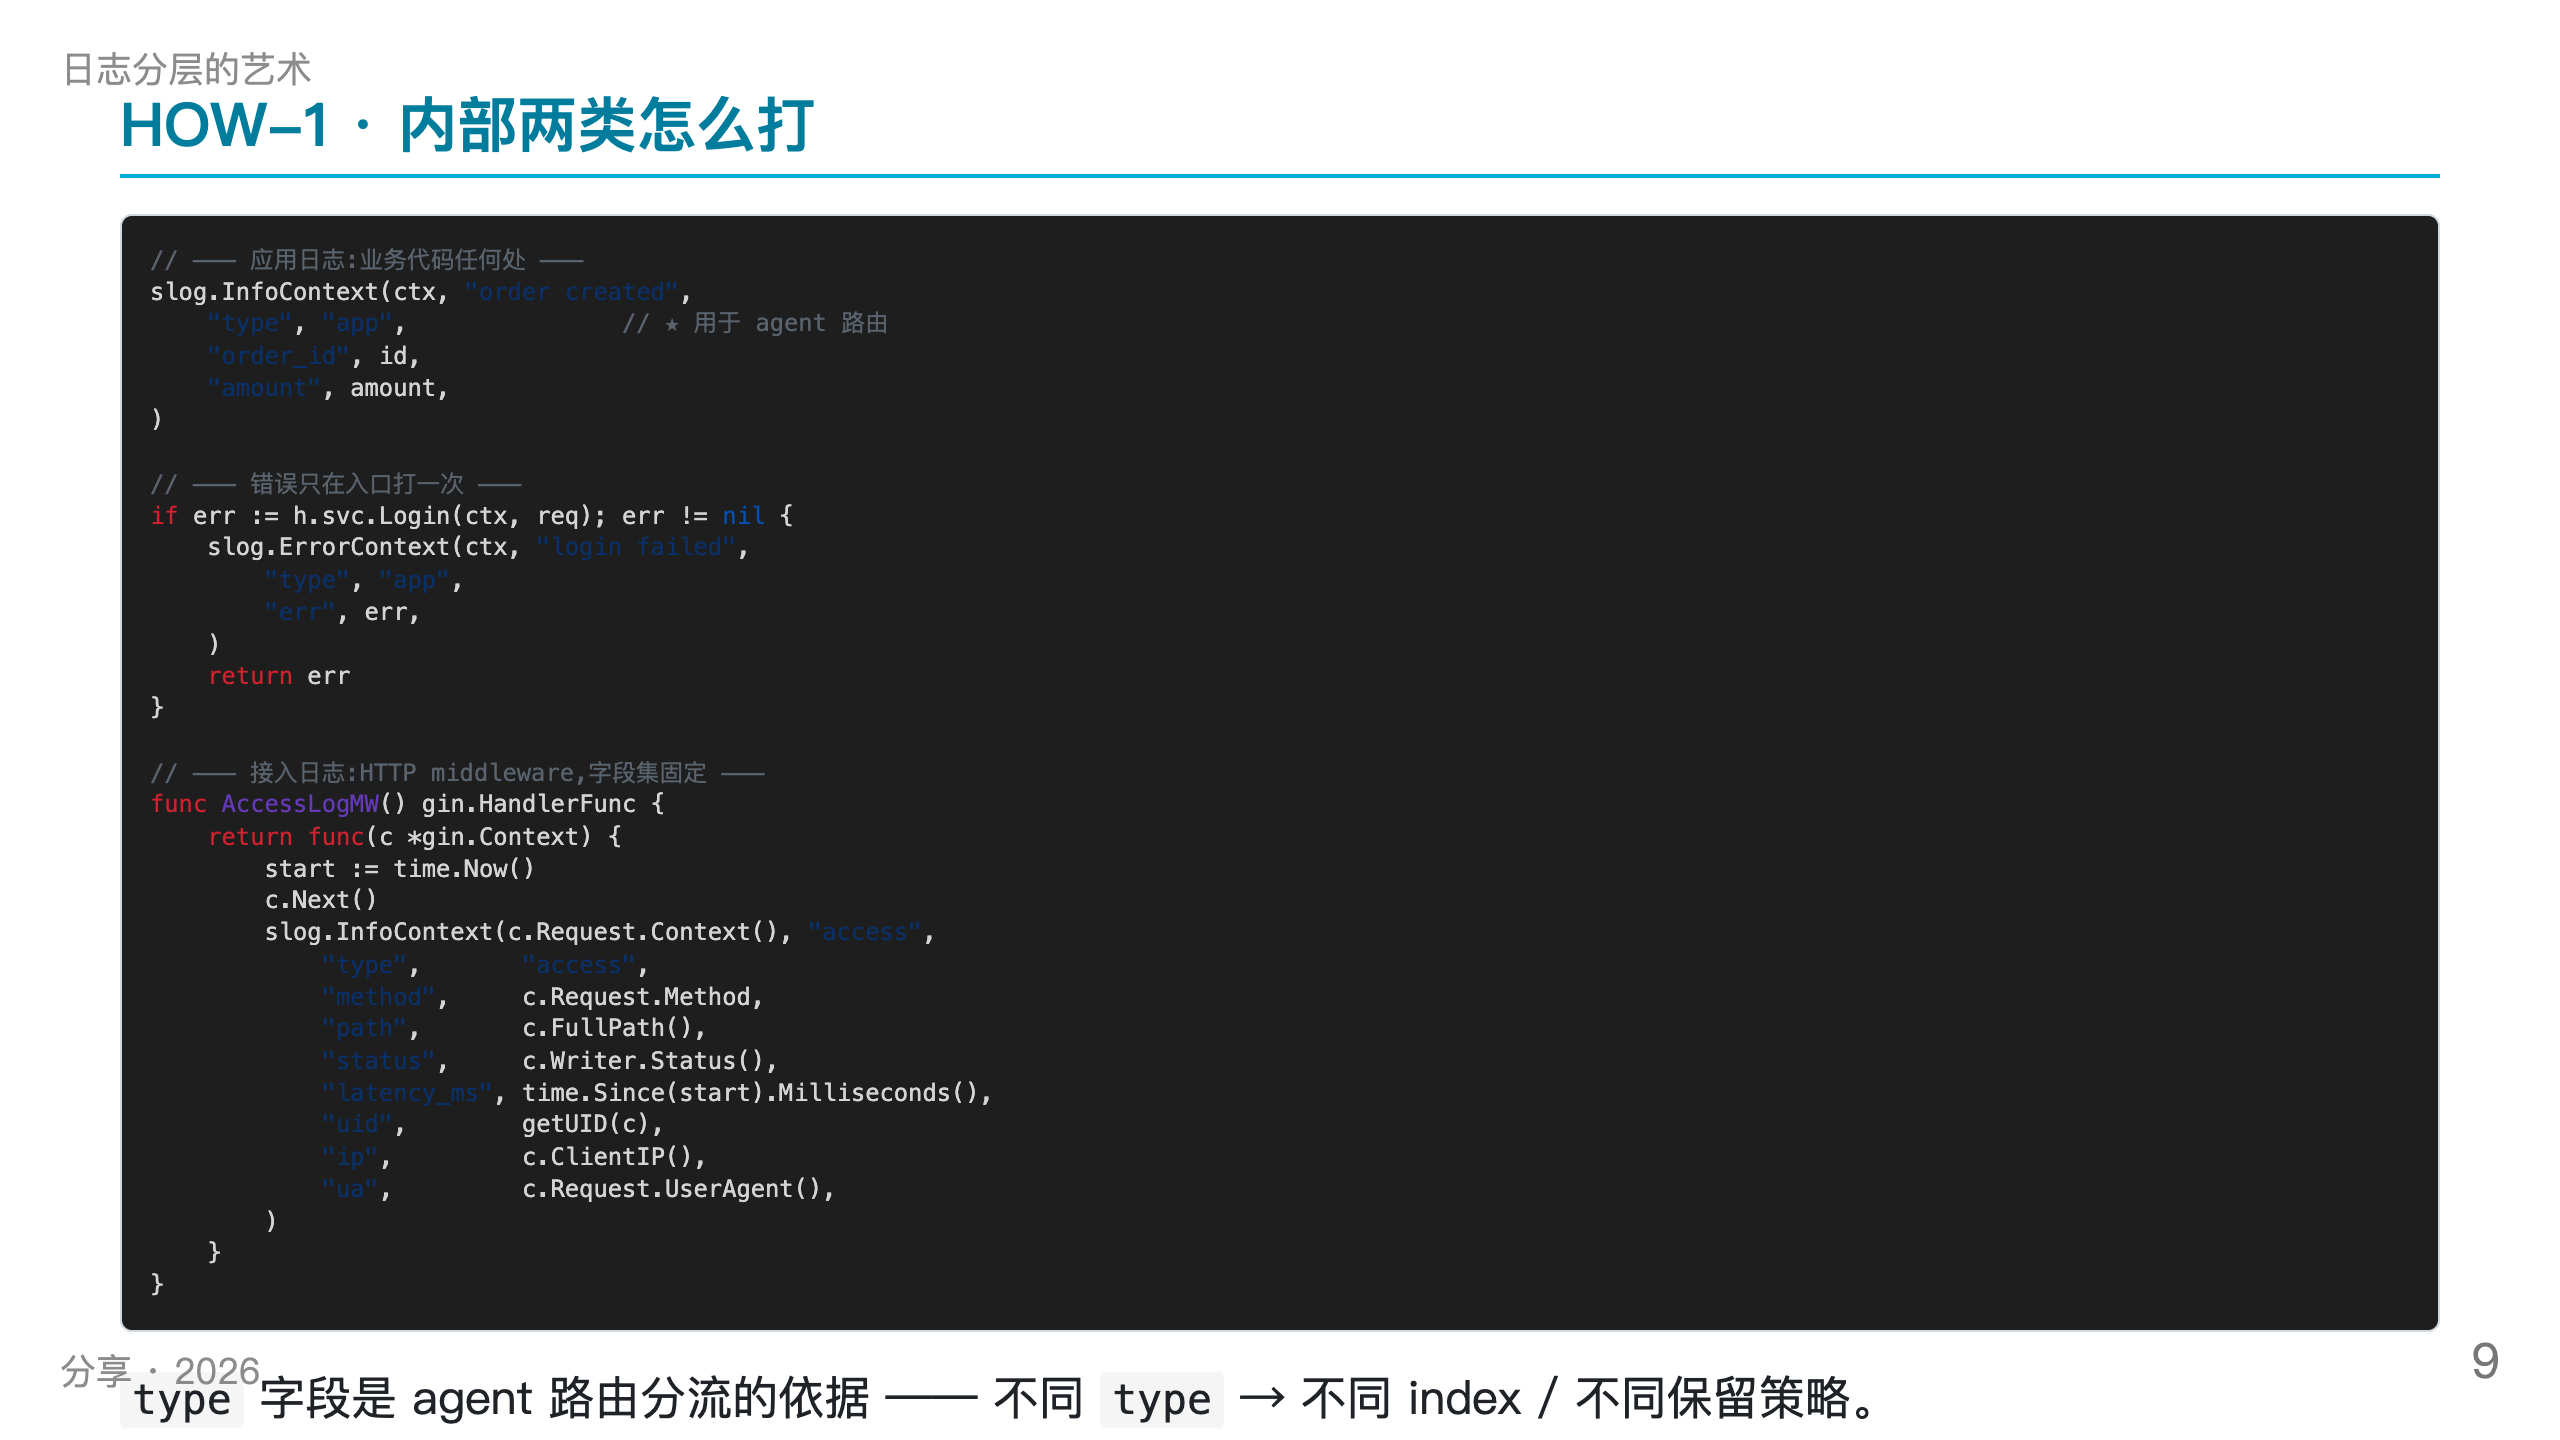 日志分层的艺术
HOW-1 · 内部两类怎么打
// —— 应用日志:业务代码任何处 ——
slog.InfoContext(ctx, "order created",
    "type", "app",               // ★ 用于 agent 路由
    "order_id", id,
    "amount", amount,
)

// —— 错误只在入口打一次 ——
if err := h.svc.Login(ctx, req); err != nil {
    slog.ErrorContext(ctx, "login failed",
        "type", "app",
        "err", err,
    )
    return err
}

// —— 接入日志:HTTP middleware,字段集固定 ——
func AccessLogMW() gin.HandlerFunc {
    return func(c *gin.Context) {
        start := time.Now()
        c.Next()
        slog.InfoContext(c.Request.Context(), "access",
            "type",       "access",
            "method",     c.Request.Method,
            "path",       c.FullPath(),
            "status",     c.Writer.Status(),
            "latency_ms", time.Since(start).Milliseconds(),
            "uid",        getUID(c),
            "ip",         c.ClientIP(),
            "ua",         c.Request.UserAgent(),
        )
    }
}
分享 · 2026
9
type 字段是 agent 路由分流的依据 —— 不同 type → 不同 index / 不同保留策略。